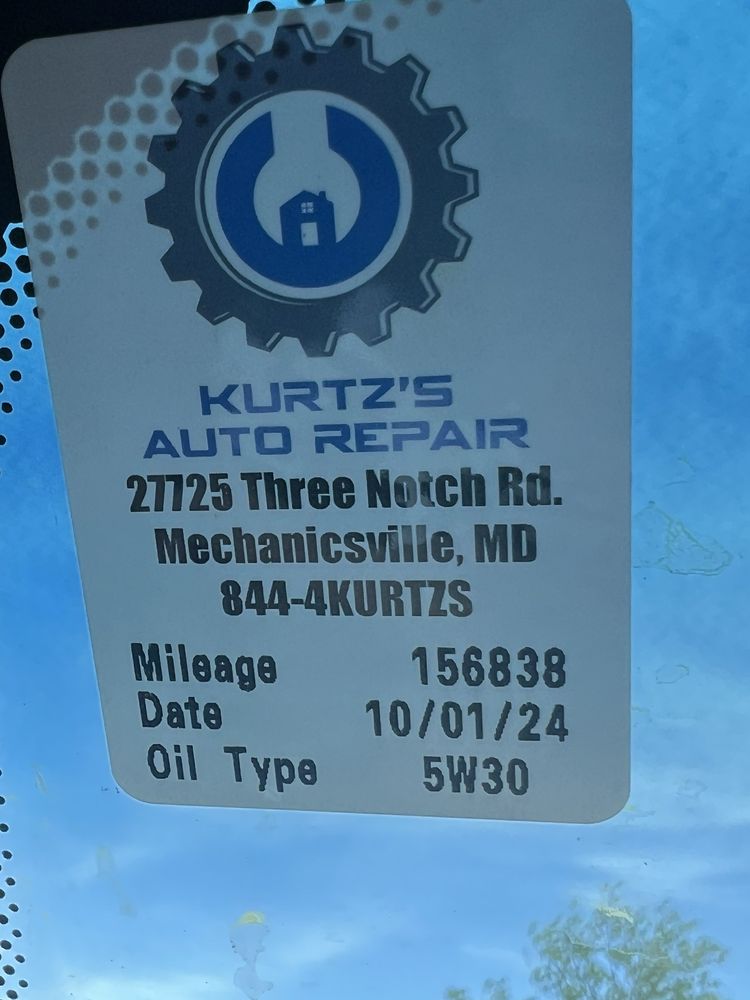 KURTZ'S
AUTO REPAIR
27725 Three Notch Rd.
Mechanicsville, MD
844-4KURTZS
Mileage 156838
Date 10/01/24
Oil Type 5W30